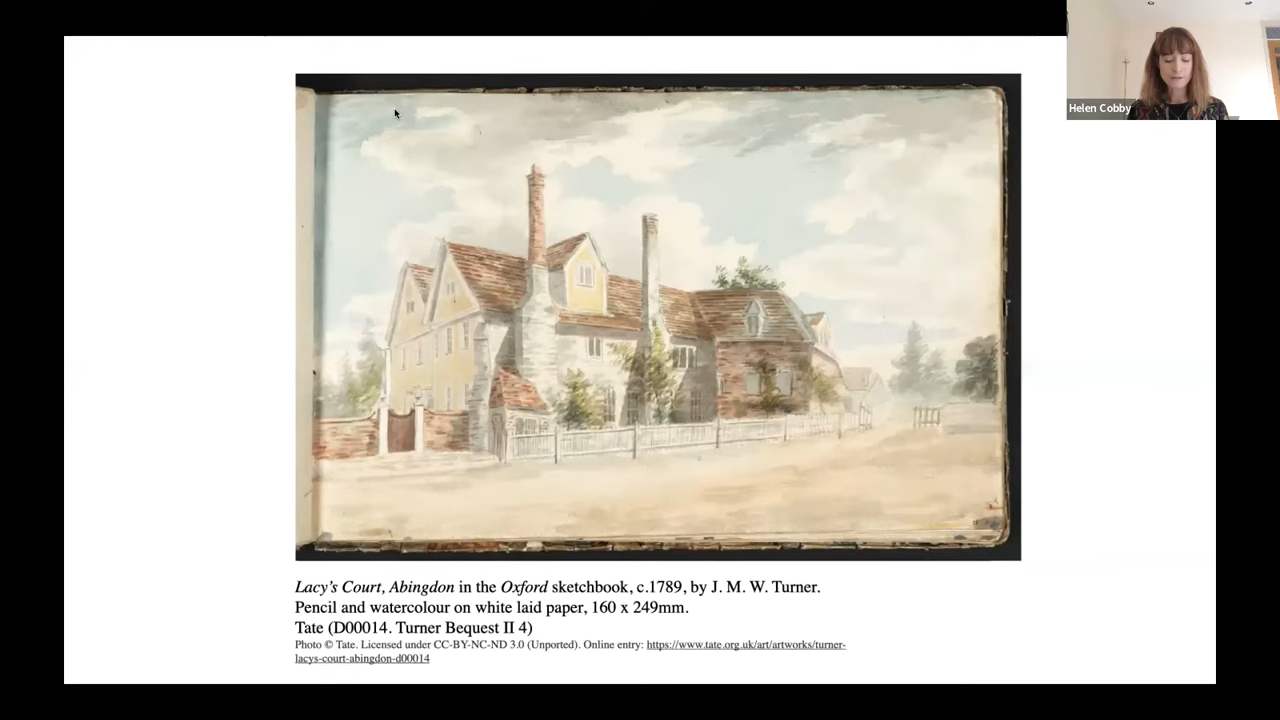 Helen Cobby
Lacy's Court, Abingdon in the Oxford sketchbook, c.1789, by J. M. W. Turner.
Pencil and watercolour on white laid paper, 160 x 249mm.
Tate (D00014. Turner Bequest II 4)
Photo © Tate. Licensed under CC-BY-NC-ND 3.0 (Unported). Online entry: https://www.tate.org.uk/art/artworks/turner-
lacys-court-abingdon-d00014